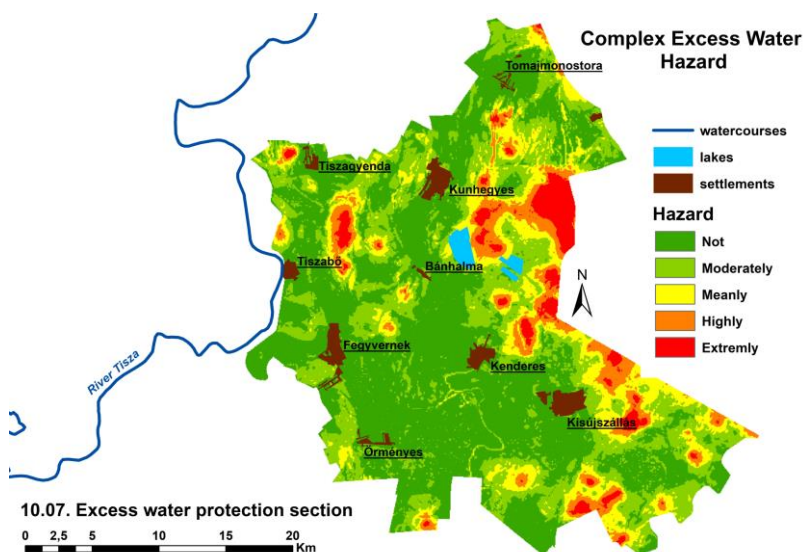 Complex Excess Water
Hazard
Tomajmonostora
watercourses
lakes
settlements
Tiszagyenda
Kunhegyes
Hazard
Not
Moderately
Meanly
Highly
Extremly
Tiszabő
Bánhalma
N
Fegyvernek
Kenderes
River Tisza
Kisújszállás
Örményes
10.07. Excess water protection section
0 2,5 5 10 15 20
Km